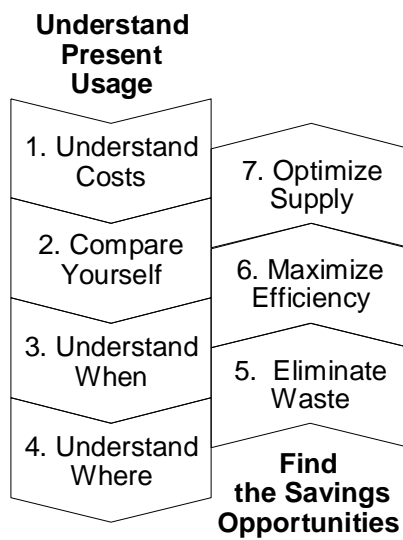 Understand
Present
Usage
1. Understand
Costs
2. Compare
Yourself
3. Understand
When
4. Understand
Where
7. Optimize
Supply
6. Maximize
Efficiency
5. Eliminate
Waste
Find
the Savings
Opportunities